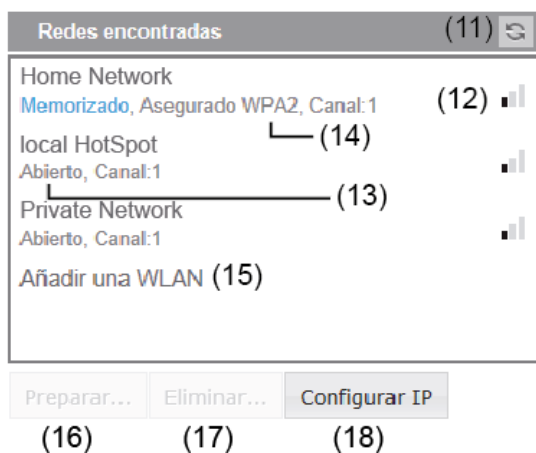 Redes encontradas (11)
Home Network
Memorizado, Asegurado WPA2, Canal:1 (12)
(14)
local HotSpot
Abierto, Canal:1
(13)
Private Network
Abierto, Canal:1
Añadir una WLAN (15)
Preparar... Eliminar... Configurar IP
(16) (17) (18)